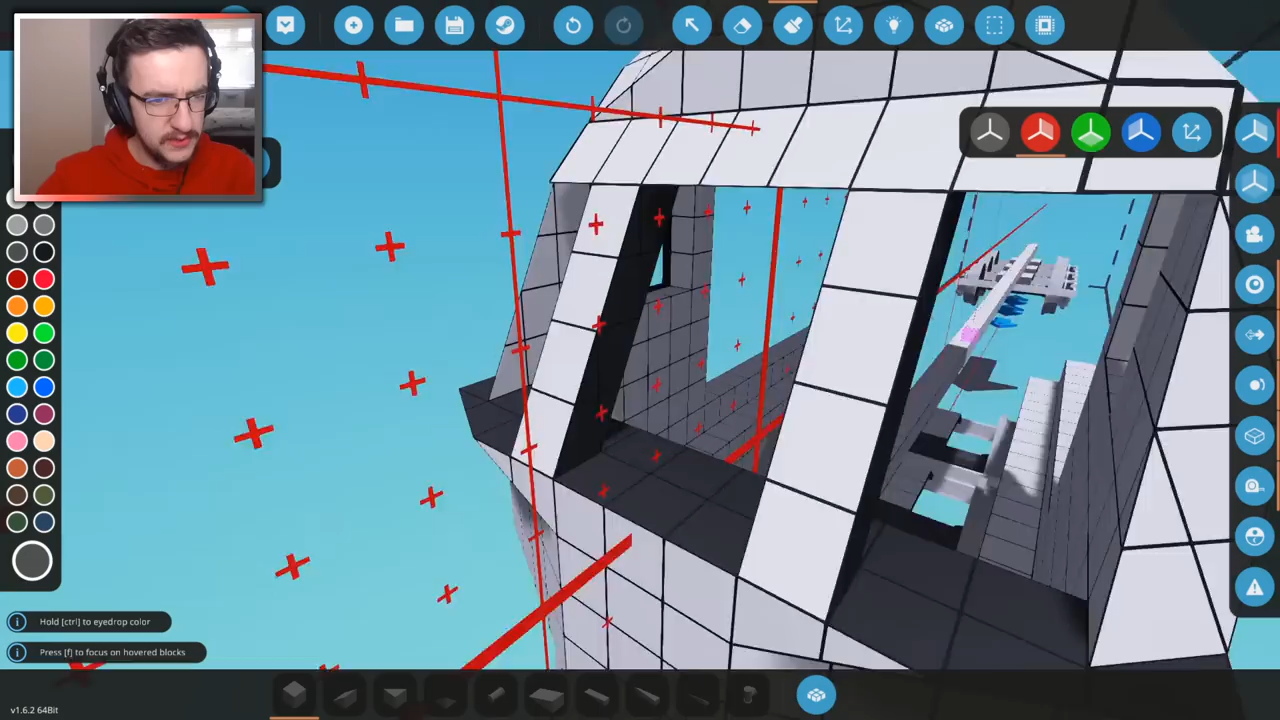 Hold [ctrl] to eyedrop color
Press [f] to focus on hovered blocks
v1.6.2 64Bit